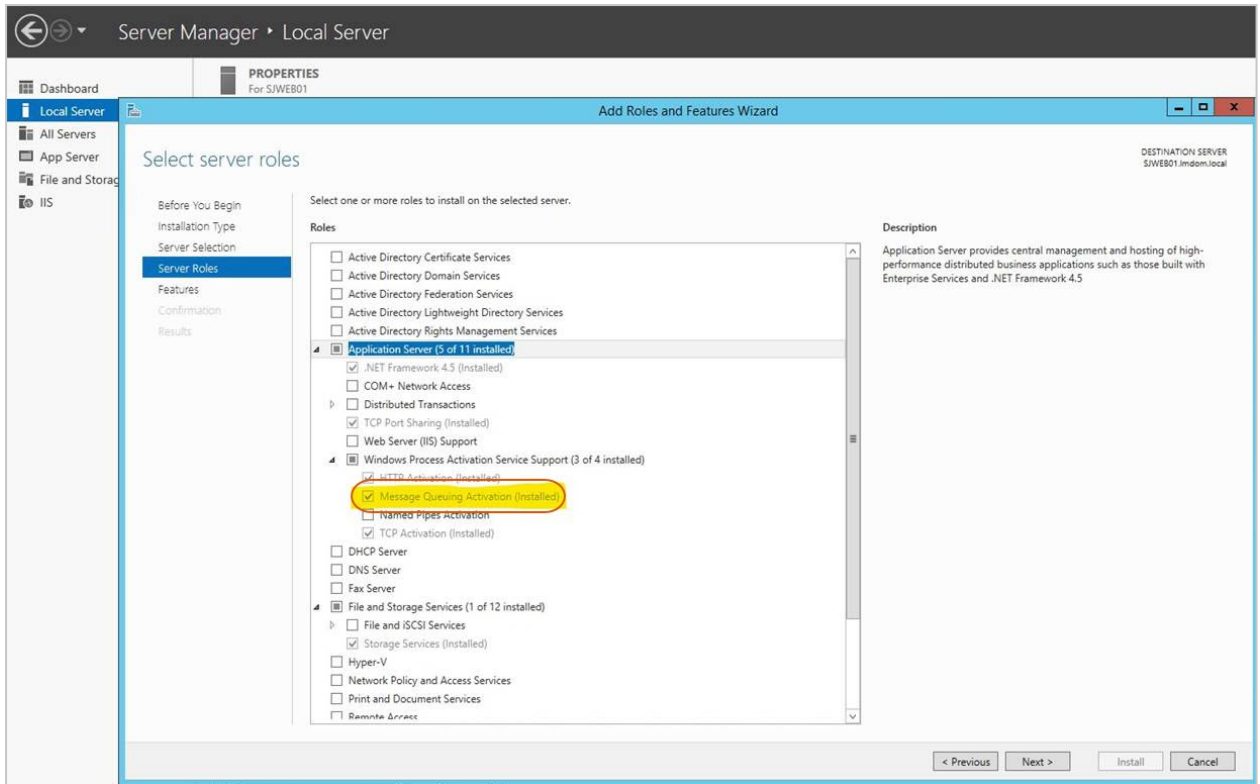 Server Manager ‣ Local Server
Dashboard
Local Server
All Servers
App Server
File and Storag
IIS
PROPERTIES
For SJWEB01
Add Roles and Features Wizard
Select server roles
DESTINATION SERVER
SJWEB01.lmdom.local
Before You Begin
Installation Type
Server Selection
Server Roles
Features
Confirmation
Results
Select one or more roles to install on the selected server.
Roles
Active Directory Certificate Services
Active Directory Domain Services
Active Directory Federation Services
Active Directory Lightweight Directory Services
Active Directory Rights Management Services
Application Server (5 of 11 installed)
.NET Framework 4.5 (Installed)
COM+ Network Access
Distributed Transactions
TCP Port Sharing (Installed)
Web Server (IIS) Support
Windows Process Activation Service Support (3 of 4 installed)
HTTP Activation (Installed)
Message Queuing Activation (Installed)
Named Pipes Activation
TCP Activation (Installed)
DHCP Server
DNS Server
Fax Server
File and Storage Services (1 of 12 installed)
File and iSCSI Services
Storage Services (Installed)
Hyper-V
Network Policy and Access Services
Print and Document Services
Remote Access
Description
Application Server provides central management and hosting of high-
performance distributed business applications such as those built with
Enterprise Services and .NET Framework 4.5
< Previous
Next >
Install
Cancel